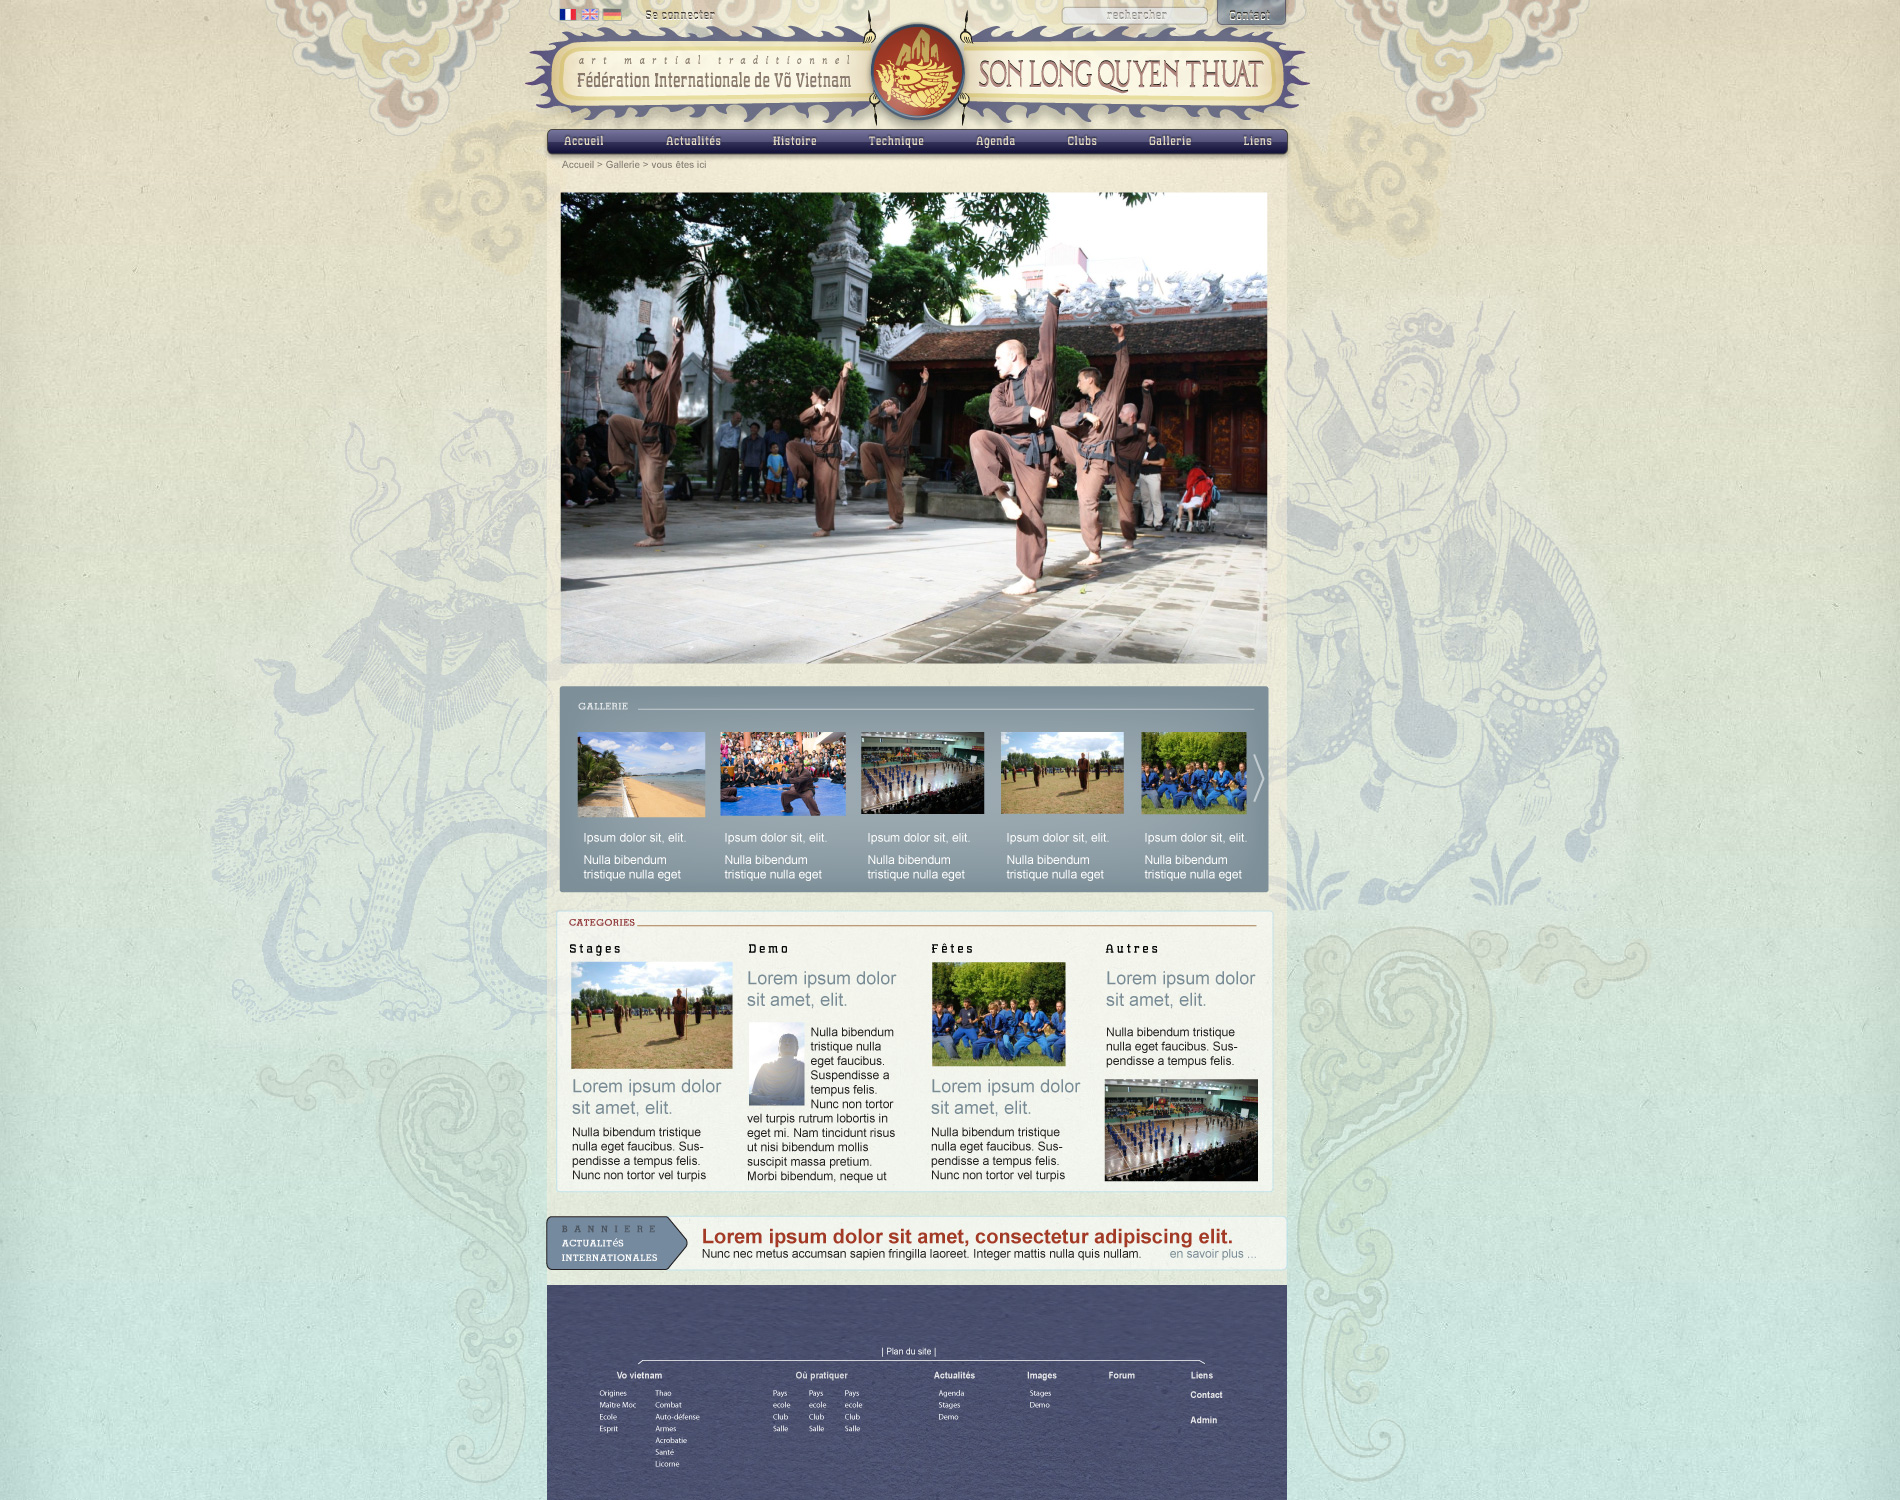 Se connecter
rechercher
Contact
art martial traditionnel
Fédération Internationale de Võ Vietnam
SON LONG QUYEN THUAT
Accueil Actualités Histoire Technique Agenda Clubs Gallerie Liens
Accueil > Gallerie > vous êtes ici
GALLERIE
Ipsum dolor sit, elit.
Nulla bibendum
tristique nulla eget
Ipsum dolor sit, elit.
Nulla bibendum
tristique nulla eget
Ipsum dolor sit, elit.
Nulla bibendum
tristique nulla eget
Ipsum dolor sit, elit.
Nulla bibendum
tristique nulla eget
Ipsum dolor sit, elit.
Nulla bibendum
tristique nulla eget
CATEGORIES
Stages
Lorem ipsum dolor
sit amet, elit.
Nulla bibendum tristique
nulla eget faucibus. Sus-
pendisse a tempus felis.
Nunc non tortor vel turpis
Demo
Lorem ipsum dolor
sit amet, elit.
Nulla bibendum
tristique nulla
eget faucibus.
Suspendisse a
tempus felis.
Nunc non tortor
vel turpis rutrum lobortis in
eget mi. Nam tincidunt risus
ut nisi bibendum mollis
suscipit massa pretium.
Morbi bibendum, neque ut
Fêtes
Lorem ipsum dolor
sit amet, elit.
Nulla bibendum tristique
nulla eget faucibus. Sus-
pendisse a tempus felis.
Nunc non tortor vel turpis
Autres
Lorem ipsum dolor
sit amet, elit.
Nulla bibendum tristique
nulla eget faucibus. Sus-
pendisse a tempus felis.
BANNIERE
ACTUALITéS
INTERNATIONALES
Lorem ipsum dolor sit amet, consectetur adipiscing elit.
Nunc nec metus accumsan sapien fringilla laoreet. Integer mattis nulla quis nullam.
en savoir plus ...
| Plan du site |
Vo vietnam
Origines
Maître Moc
Ecole
Esprit
Thao
Combat
Auto-défense
Armes
Acrobatie
Santé
Licorne
Où pratiquer
Pays
ecole
Club
Salle
Pays
ecole
Club
Salle
Pays
ecole
Club
Salle
Actualités
Agenda
Stages
Demo
Images
Stages
Demo
Forum
Liens
Contact
Admin